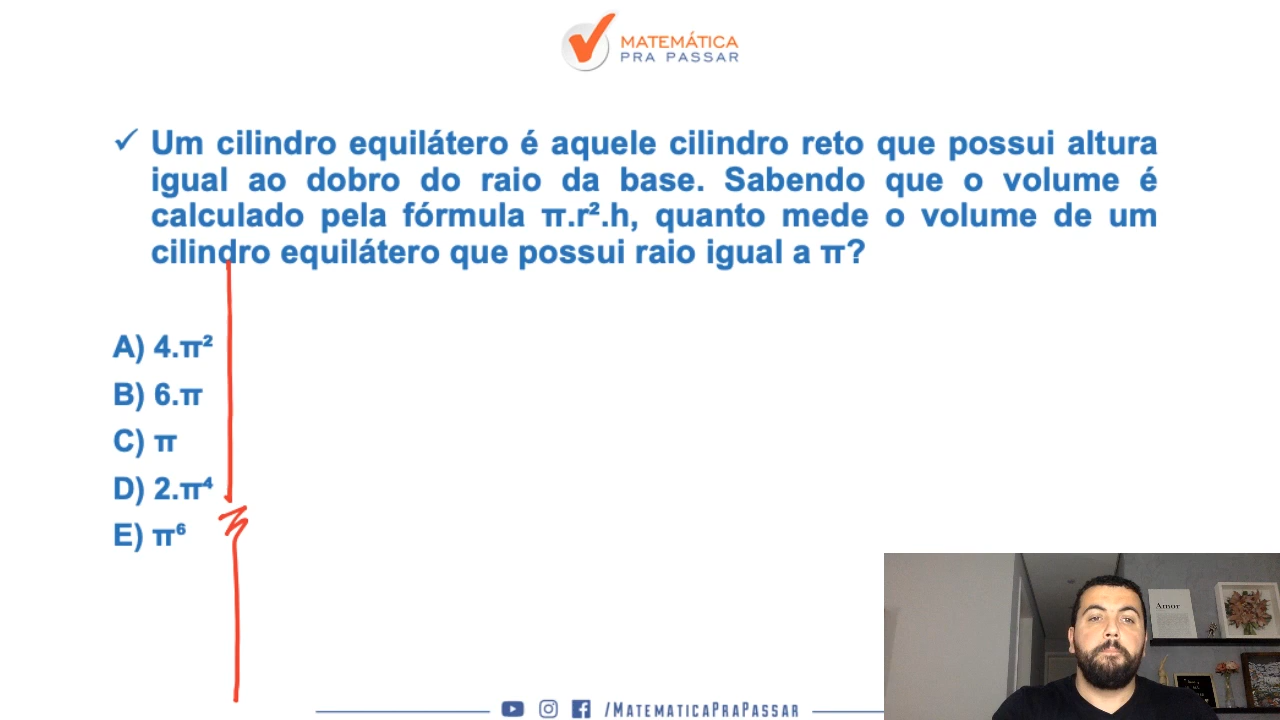 MATEMÁTICA
PRA PASSAR
✓ Um cilindro equilátero é aquele cilindro reto que possui altura
igual ao dobro do raio da base. Sabendo que o volume é
calculado pela fórmula π.r².h, quanto mede o volume de um
cilindro equilátero que possui raio igual a π?
A) 4.π²
B) 6.π
C) π
D) 2.π⁴
E) π⁶
Amor
/MATEMATICAPRAPASSAR